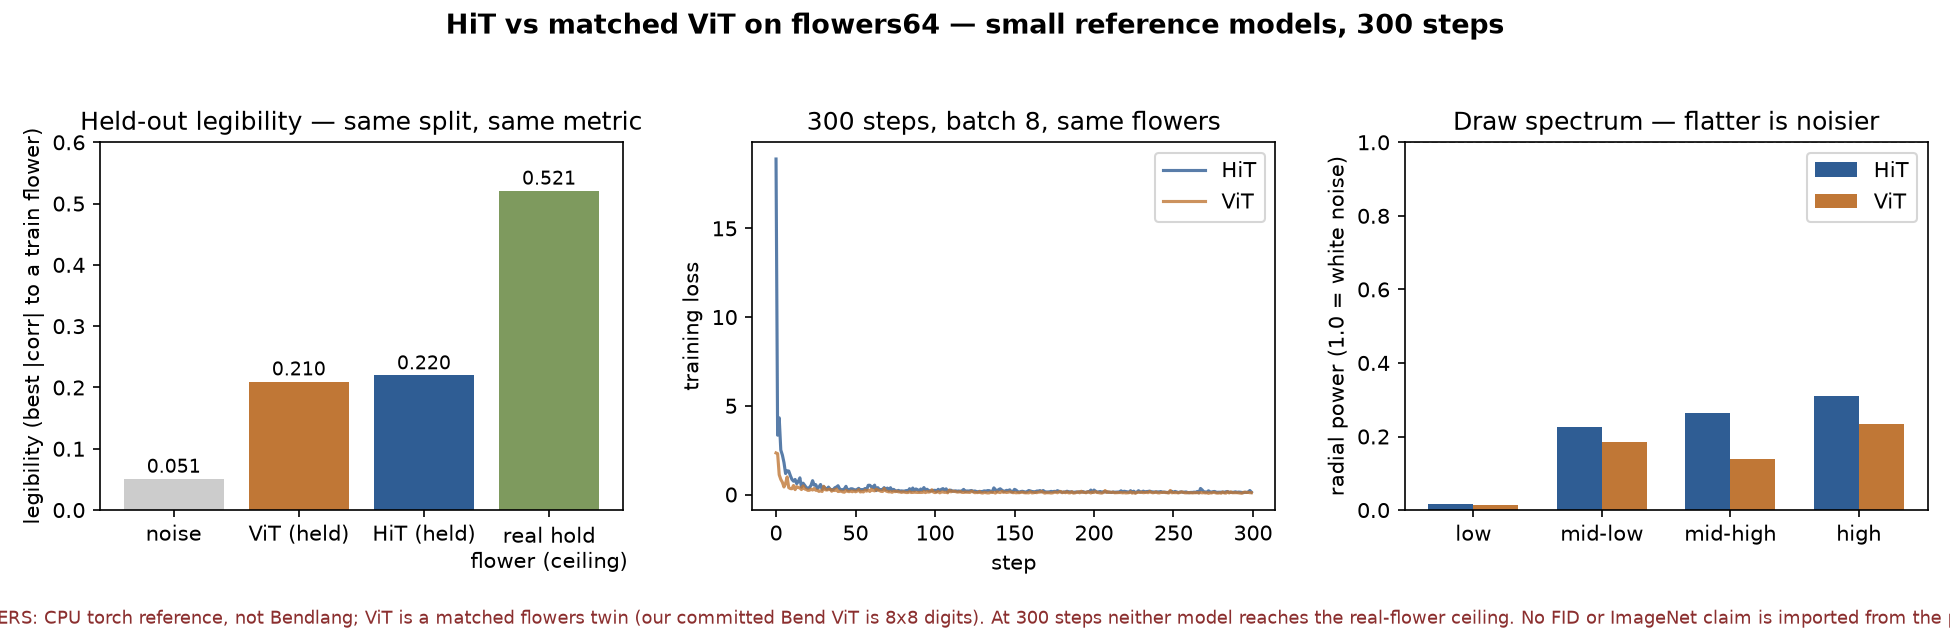 HiT vs matched ViT on flowers64 — small reference models, 300 steps
Held-out legibility — same split, same metric
legibility (best |corr| to a train flower)
0.6
0.5
0.4
0.3
0.2
0.1
0.0
0.051
0.210
0.220
0.521
noise
ViT (held)
HiT (held)
real hold
flower (ceiling)
300 steps, batch 8, same flowers
training loss
15
10
5
0
HiT
ViT
0
50
100
150
200
250
300
step
Draw spectrum — flatter is noisier
radial power (1.0 = white noise)
1.0
0.8
0.6
0.4
0.2
0.0
HiT
ViT
low
mid-low
mid-high
high
ERS: CPU torch reference, not Bendlang; ViT is a matched flowers twin (our committed Bend ViT is 8x8 digits). At 300 steps neither model reaches the real-flower ceiling. No FID or ImageNet claim is imported from the